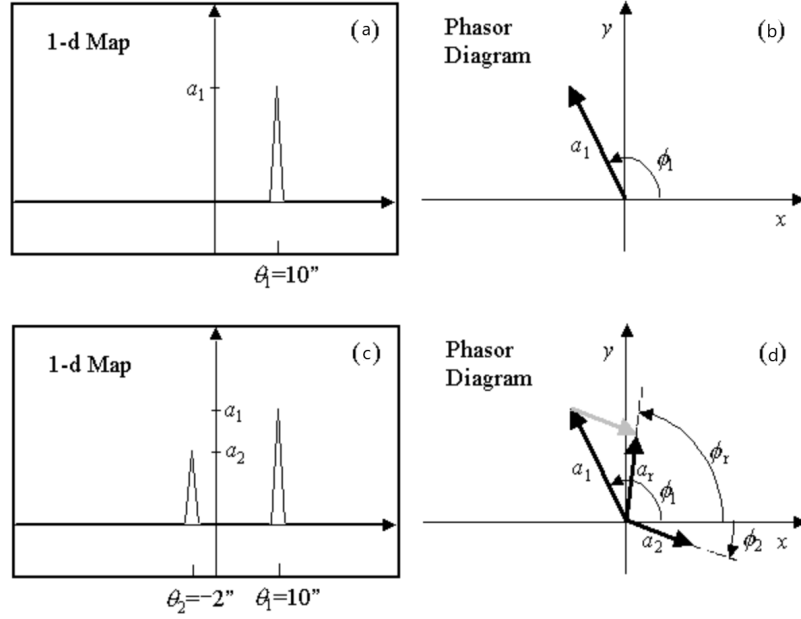 1-d Map
(a)
a₁
θ₁=10"
Phasor
Diagram
(b)
y
a₁
ϕ₁
x
1-d Map
(c)
a₁
a₂
θ₂=-2"
θ₁=10"
Phasor
Diagram
(d)
y
a₁
aᵣ
ϕ₁
ϕᵣ
a₂
x
ϕ₂